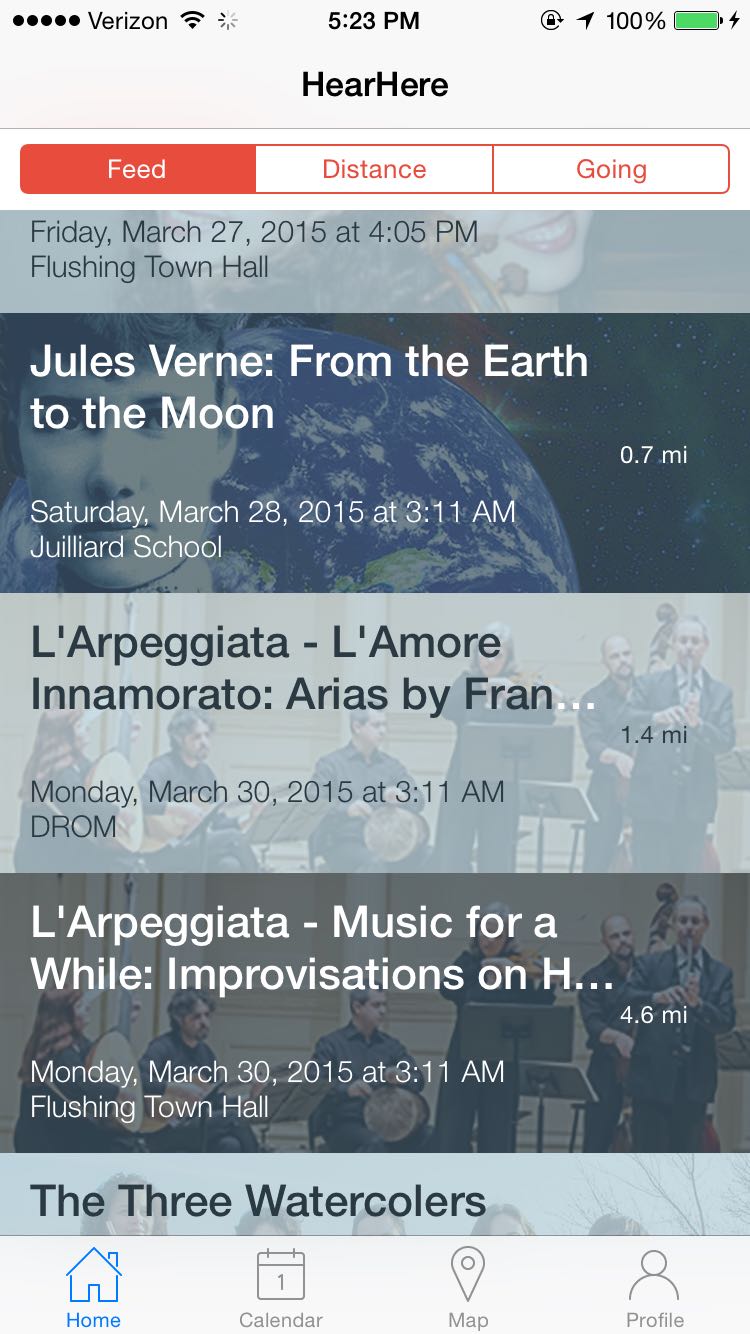 Verizon 5:23 PM 100%
HearHere
Feed Distance Going
Friday, March 27, 2015 at 4:05 PM
Flushing Town Hall
Jules Verne: From the Earth
to the Moon
0.7 mi
Saturday, March 28, 2015 at 3:11 AM
Juilliard School
L'Arpeggiata - L'Amore
Innamorato: Arias by Fran...
1.4 mi
Monday, March 30, 2015 at 3:11 AM
DROM
L'Arpeggiata - Music for a
While: Improvisations on H...
4.6 mi
Monday, March 30, 2015 at 3:11 AM
Flushing Town Hall
The Three Watercolers
1
Home Calendar Map Profile